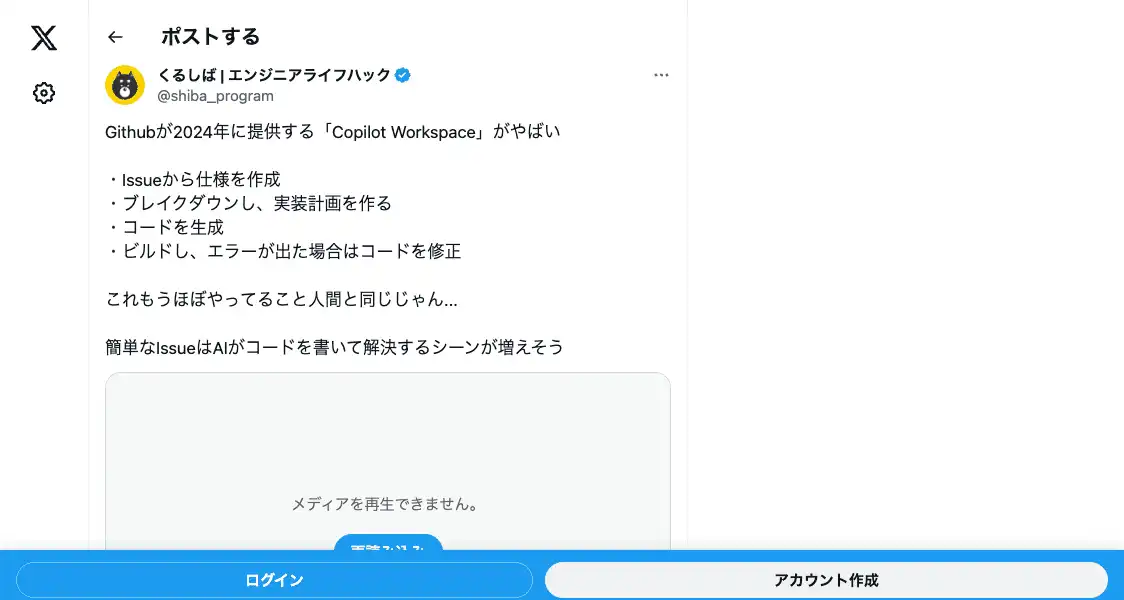 ポストする
くるしば | エンジニアライフハック
@shiba_program
Githubが2024年に提供する「Copilot Workspace」がやばい
・Issueから仕様を作成
・ブレイクダウンし、実装計画を作る
・コードを生成
・ビルドし、エラーが出た場合はコードを修正
これもうほぼやってること人間と同じじゃん...
簡単なIssueはAIがコードを書いて解決するシーンが増えそう
メディアを再生できません。
再読み込み
ログイン
アカウント作成